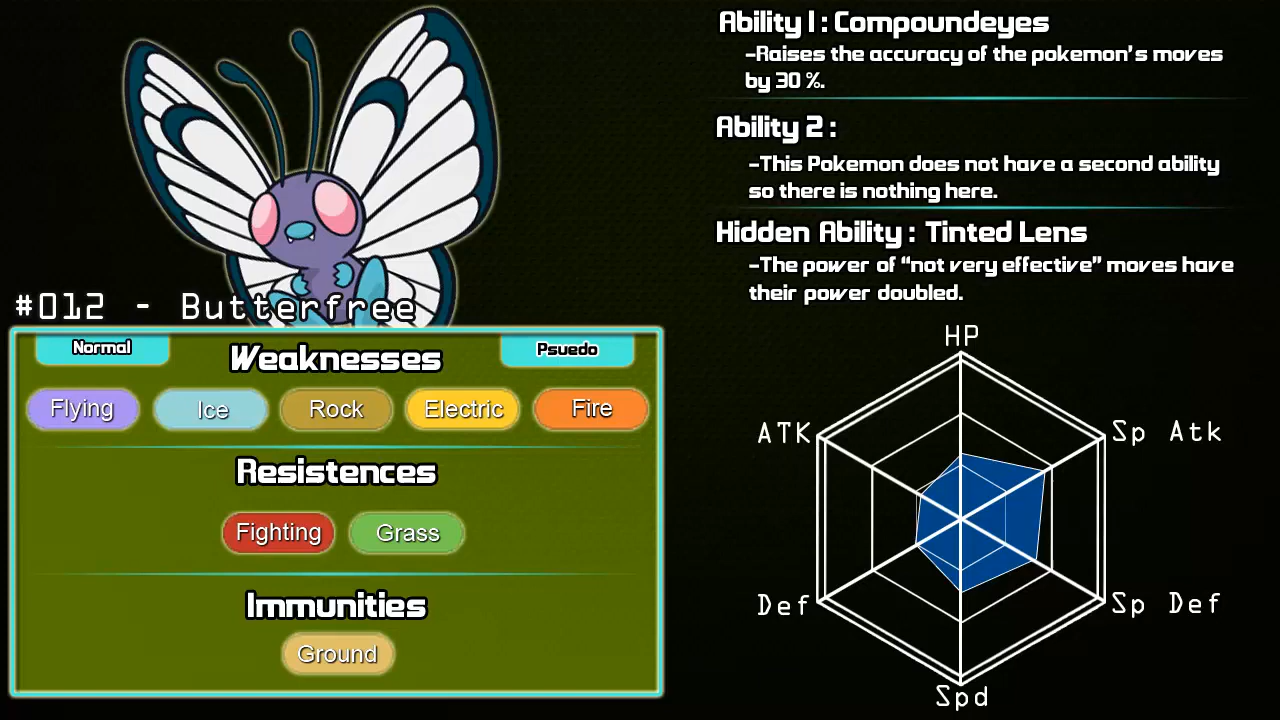 Ability 1 : Compoundeyes
-Raises the accuracy of the pokemon's moves
by 30 %.
Ability 2 :
-This Pokemon does not have a second ability
so there is nothing here.
Hidden Ability : Tinted Lens
-The power of “not very effective” moves have
their power doubled.
#012 - Butterfree
Normal
Weaknesses
Psuedo
Flying
Ice
Rock
Electric
Fire
Resistences
Fighting
Grass
Immunities
Ground
HP
ATK
Sp Atk
Def
Sp Def
Spd